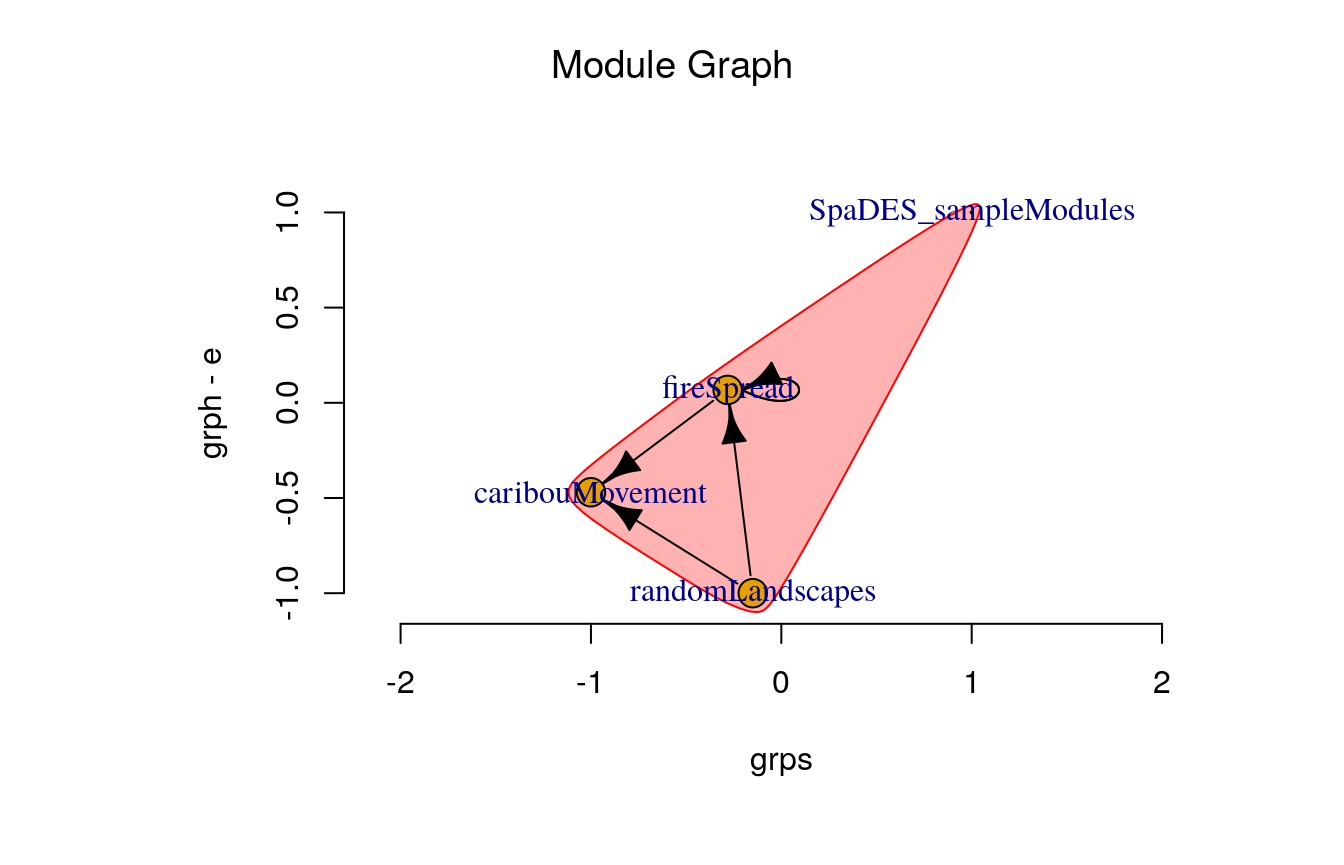 Module Graph
SpaDES_sampleModules
fireSpread
caribouMovement
randomLandscapes
grph - e
1.0
0.5
0.0
-0.5
-1.0
-2 -1 0 1 2
grps